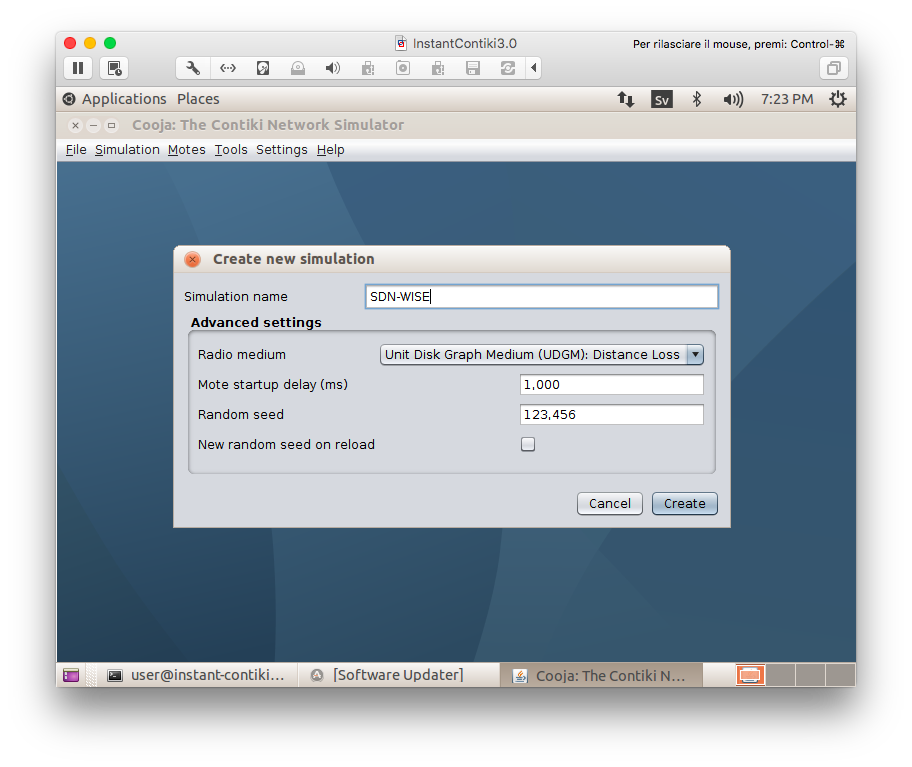 InstantContiki3.0
Per rilasciare il mouse, premi: Control-⌘
Applications Places
Sv
7:23 PM
Cooja: The Contiki Network Simulator
File Simulation Motes Tools Settings Help
Create new simulation
Simulation name
SDN-WISE
Advanced settings
Radio medium
Unit Disk Graph Medium (UDGM): Distance Loss
Mote startup delay (ms)
1,000
Random seed
123,456
New random seed on reload
Cancel
Create
user@instant-contiki...
[Software Updater]
Cooja: The Contiki N...